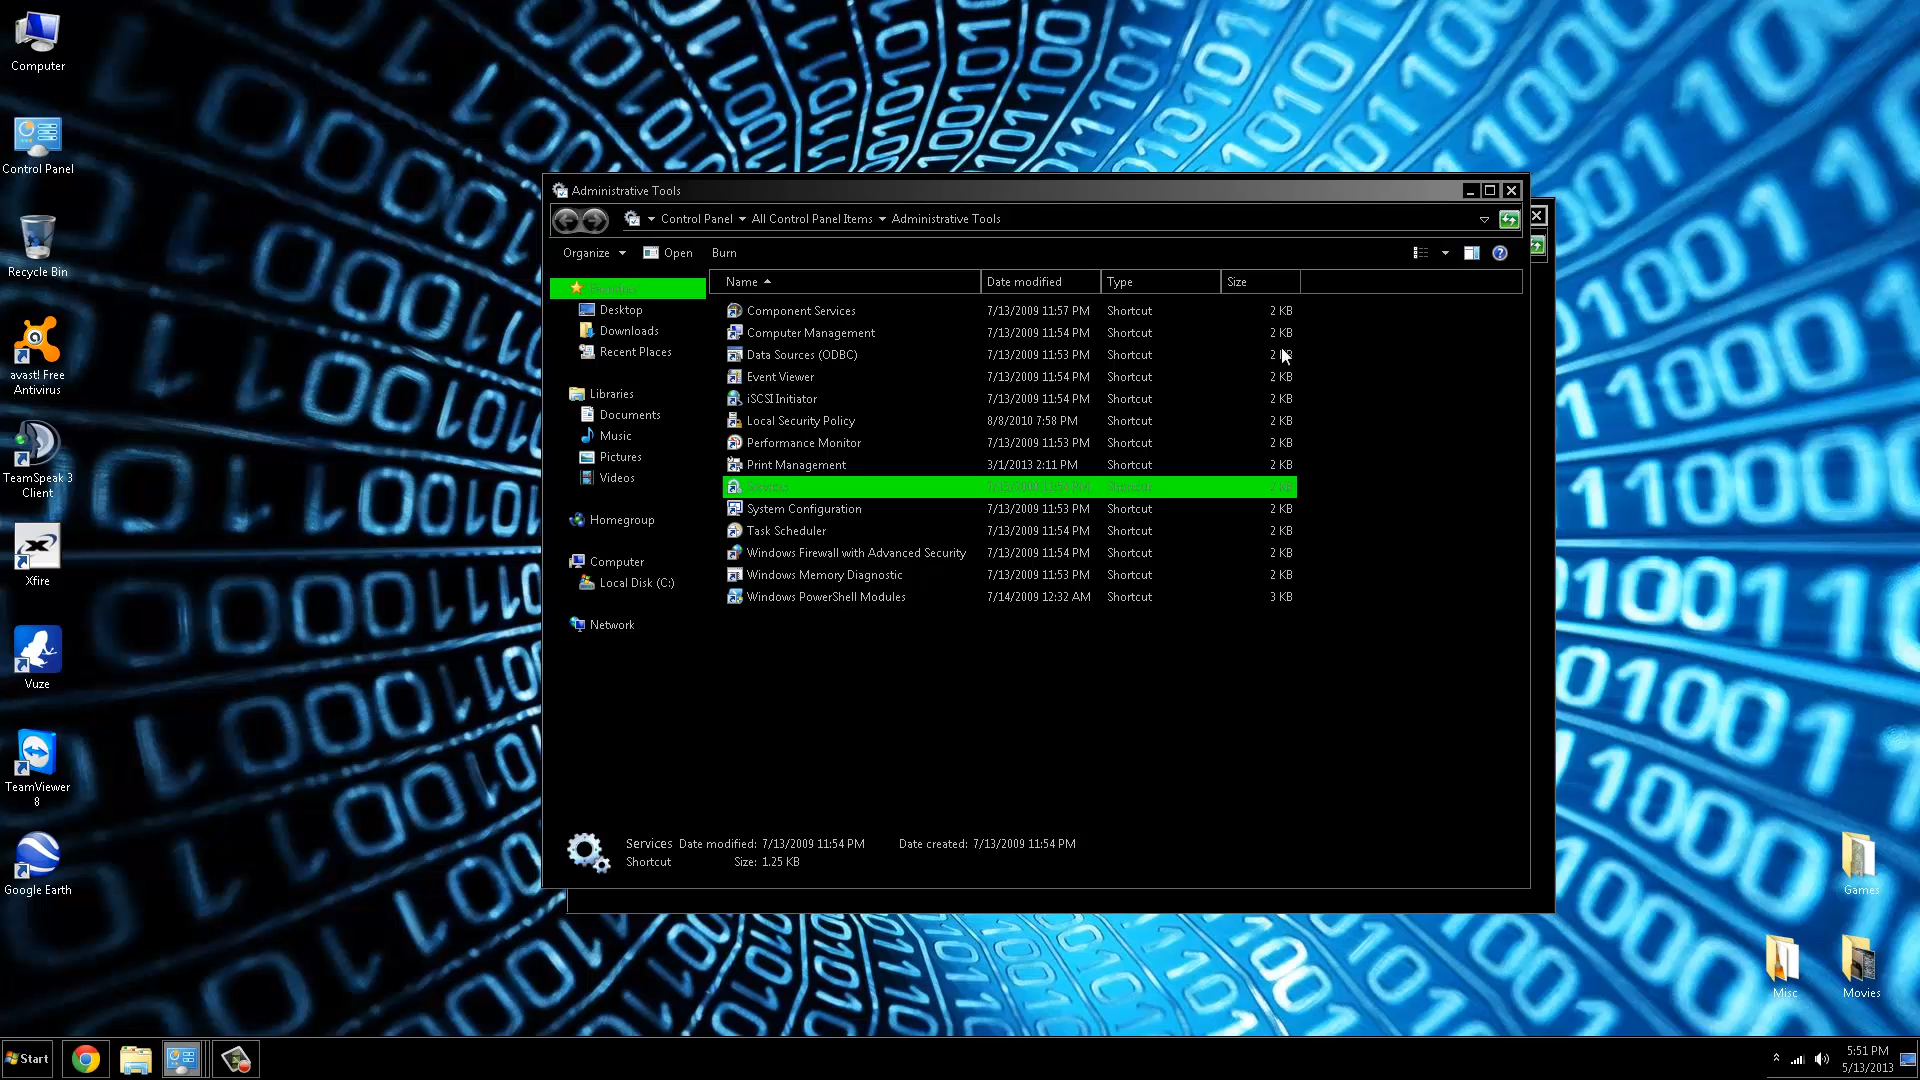 Computer
Control Panel
Recycle Bin
avast! Free
Antivirus
TeamSpeak 3
Client
Xfire
Vuze
TeamViewer
8
Google Earth
Administrative Tools
Control Panel All Control Panel Items Administrative Tools
Organize Open Burn
Desktop
Downloads
Recent Places
Libraries
Documents
Music
Pictures
Videos
Homegroup
Computer
Local Disk (C:)
Network
Name Date modified Type Size
Component Services 7/13/2009 11:57 PM Shortcut 2 KB
Computer Management 7/13/2009 11:54 PM Shortcut 2 KB
Data Sources (ODBC) 7/13/2009 11:53 PM Shortcut 2
Event Viewer 7/13/2009 11:54 PM Shortcut 2 KB
iSCSI Initiator 7/13/2009 11:54 PM Shortcut 2 KB
Local Security Policy 8/8/2010 7:58 PM Shortcut 2 KB
Performance Monitor 7/13/2009 11:53 PM Shortcut 2 KB
Print Management 3/1/2013 2:11 PM Shortcut 2 KB
Services 7/13/2009 11:54 PM Shortcut 2 KB
System Configuration 7/13/2009 11:53 PM Shortcut 2 KB
Task Scheduler 7/13/2009 11:54 PM Shortcut 2 KB
Windows Firewall with Advanced Security 7/13/2009 11:54 PM Shortcut 2 KB
Windows Memory Diagnostic 7/13/2009 11:53 PM Shortcut 2 KB
Windows PowerShell Modules 7/14/2009 12:32 AM Shortcut 3 KB
Services Date modified: 7/13/2009 11:54 PM Date created: 7/13/2009 11:54 PM
Shortcut Size: 1.25 KB
Games
Misc
Movies
Start
5:51 PM
5/13/2013